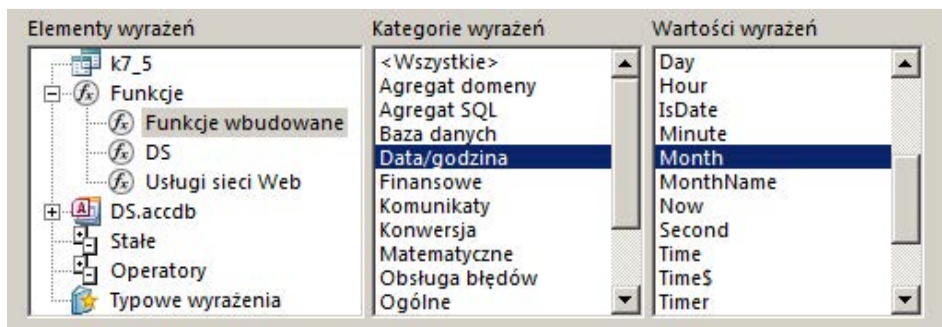 Elementy wyrażeń
k7_5
Funkcje
Funkcje wbudowane
DS
Usługi sieci Web
DS.accdb
Stałe
Operatory
Typowe wyrażenia
Kategorie wyrażeń
<Wszystkie>
Agregat domeny
Agregat SQL
Baza danych
Data/godzina
Finansowe
Komunikaty
Konwersja
Matematyczne
Obsługa błędów
Ogólne
Wartości wyrażeń
Day
Hour
IsDate
Minute
Month
MonthName
Now
Second
Time
Time$
Timer